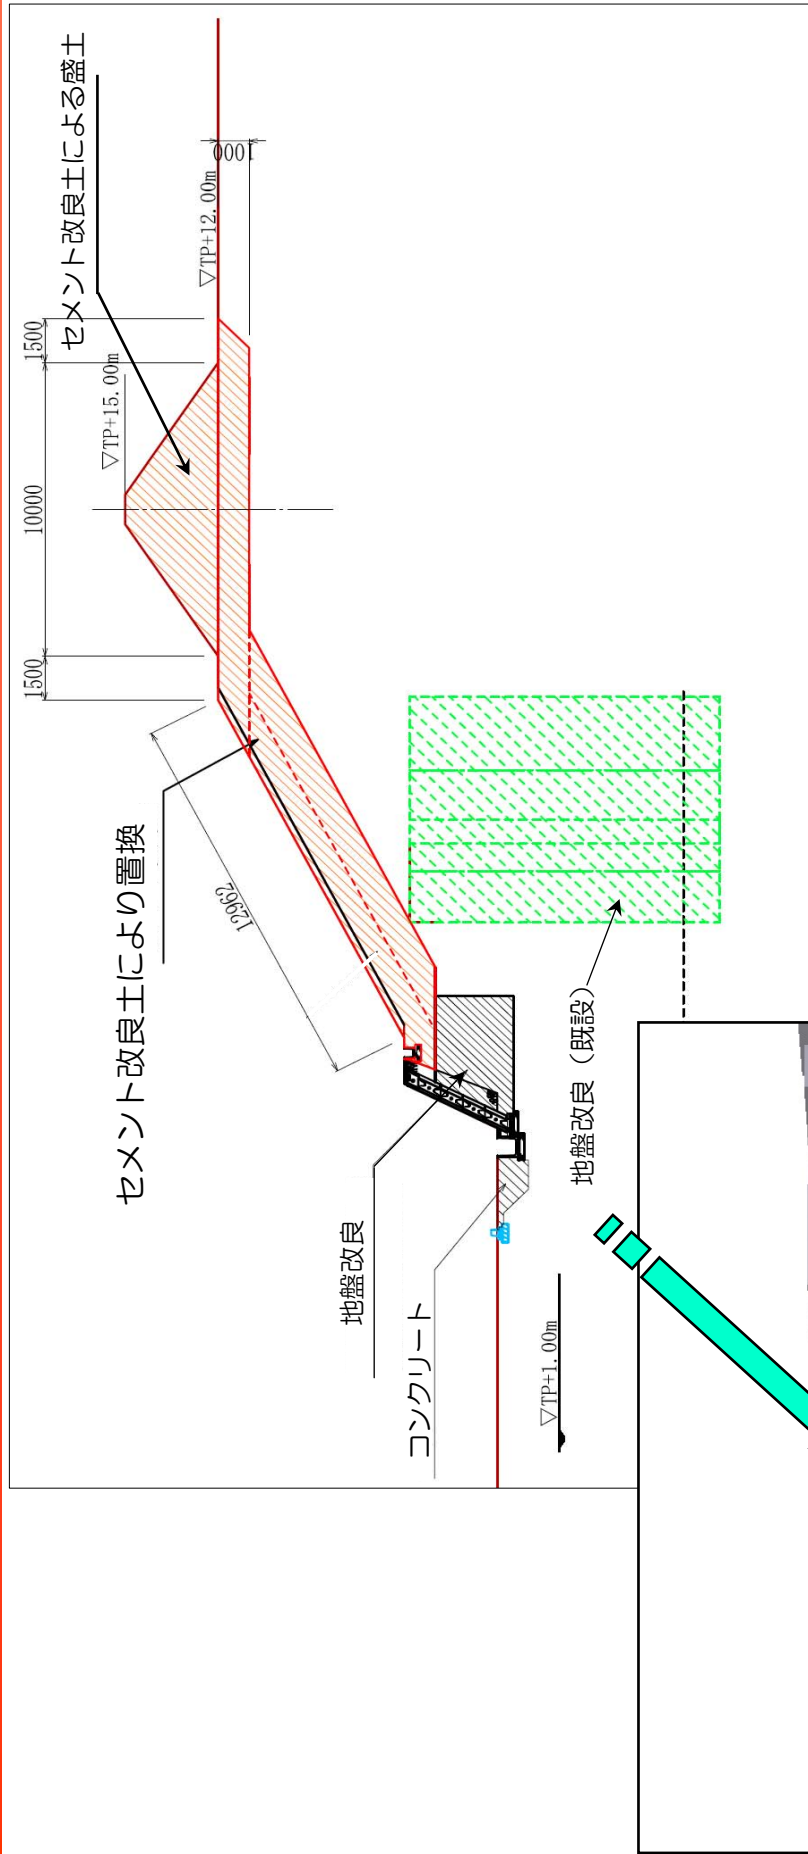 セメント改良土による盛土
▽TP+15.00m
▽TP+12.00m
1000
1500
10000
1500
セメント改良土により置換
12962
地盤改良
コンクリート
▽TP+1.00m
地盤改良（既設）